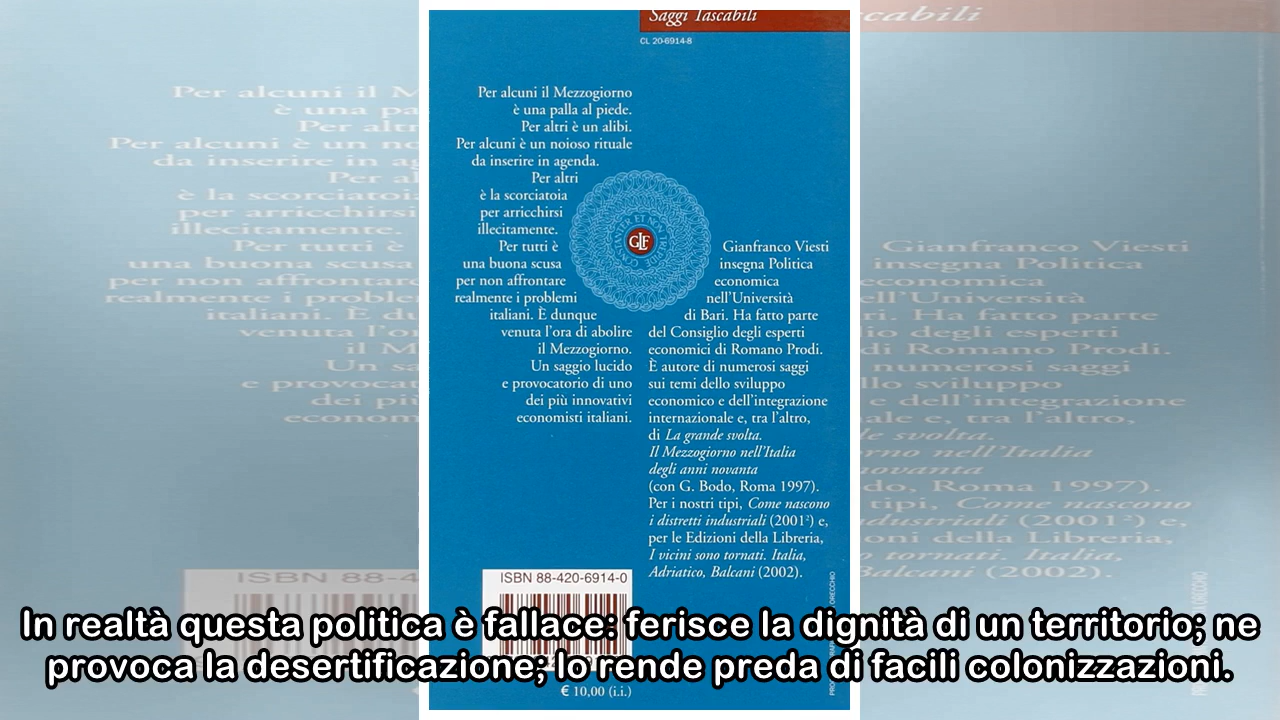 Saggi Tascabili
CL 20-6914-8
Per alcuni il Mezzogiorno
è una palla al piede.
Per altri è un alibi.
Per alcuni è un noioso rituale
da inserire in agenda.
Per altri
è la scorciatoia
per arricchirsi
illecitamente.
Per tutti è
una buona scusa
per non affrontare
realmente i problemi
italiani. È dunque
venuta l'ora di abolire
il Mezzogiorno.
Un saggio lucido
e provocatorio di uno
dei più innovativi
economisti italiani.
GLF
Gianfranco Viesti
insegna Politica
economica
nell'Università
di Bari. Ha fatto parte
del Consiglio degli esperti
economici di Romano Prodi.
È autore di numerosi saggi
sui temi dello sviluppo
economico e dell'integrazione
internazionale e, tra l'altro,
di La grande svolta.
Il Mezzogiorno nell'Italia
degli anni novanta
(con G. Bodo, Roma 1997).
Per i nostri tipi, Come nascono
i distretti industriali (2001²) e,
per le Edizioni della Libreria,
I vicini sono tornati. Italia,
Adriatico, Balcani (2002).
ISBN 88-420-6914-0
€ 10,00 (i.i.)
In realtà questa politica è fallace: ferisce la dignità di un territorio; ne
provoca la desertificazione; lo rende preda di facili colonizzazioni.